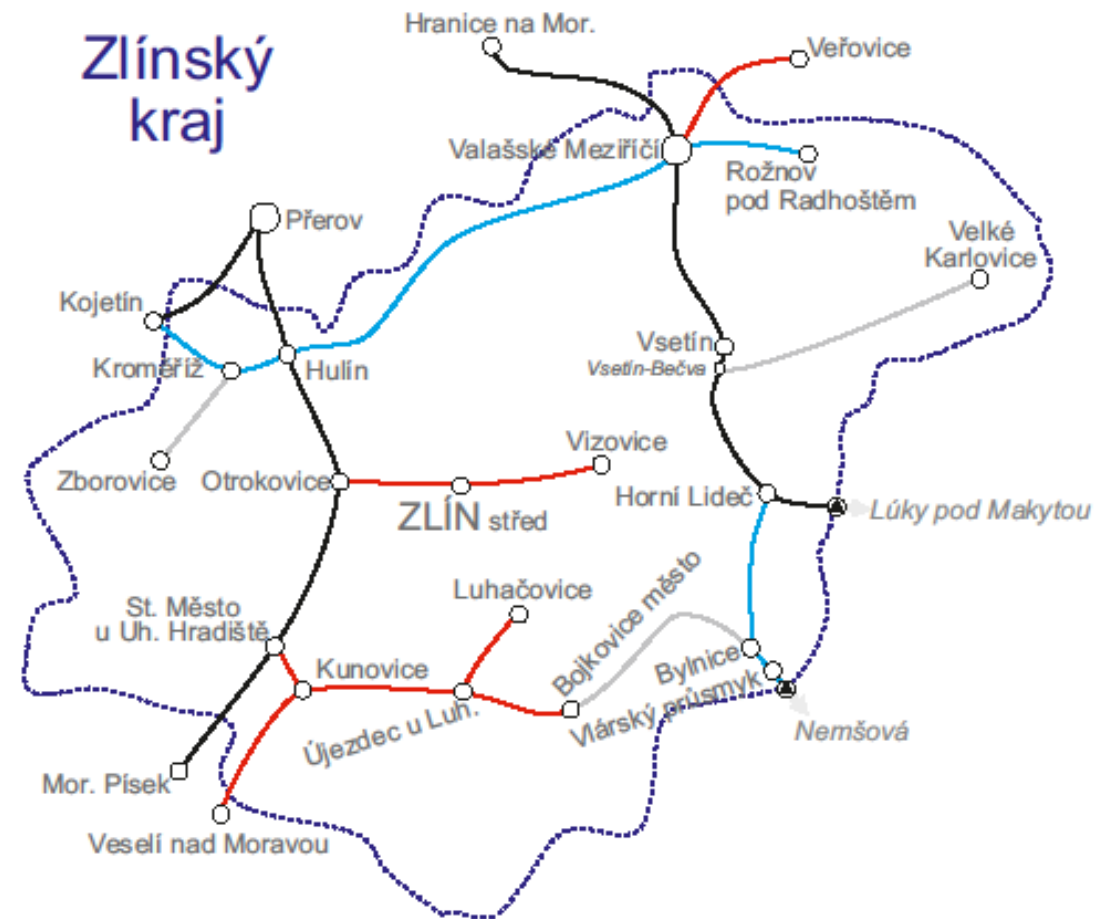 Zlínský
kraj
Hranice na Mor.
Veřovice
Valašské Meziříčí
Rožnov
pod Radhoštěm
Přerov
Velké
Karlovice
Kojetín
Kroměříž
Hulín
Vsetín
Vsetín-Bečva
Zborovice
Otrokovice
Vizovice
ZLÍN střed
Horní Lideč
Lúky pod Makytou
St. Město
u Uh. Hradiště
Luhačovice
Bojkovice město
Kunovice
Bylnice
Vlárský průsmyk
Újezdec u Luh.
Nemšová
Mor. Písek
Veselí nad Moravou